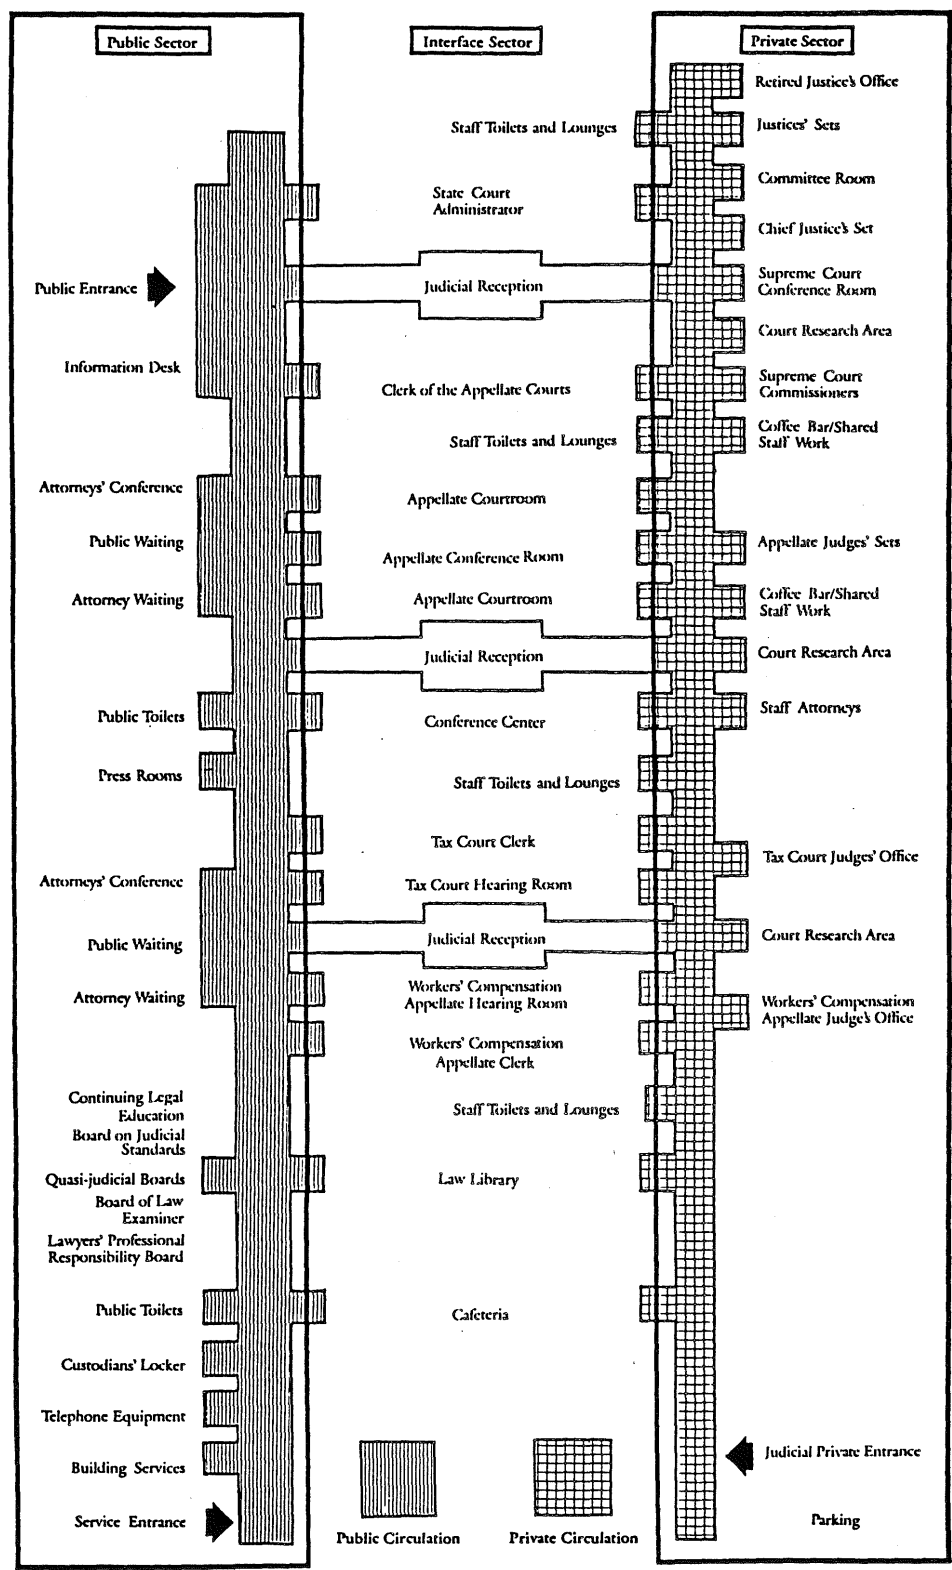 Public Sector
Interface Sector
Private Sector
Retired Justice's Office
Staff Toilets and Lounges
Justices' Sets
Committee Room
State Court
Administrator
Chief Justice's Set
Public Entrance
Judicial Reception
Supreme Court
Conference Room
Court Research Area
Information Desk
Clerk of the Appellate Courts
Supreme Court
Commissioners
Staff Toilets and Lounges
Coffee Bar/Shared
Staff Work
Attorneys' Conference
Appellate Courtroom
Public Waiting
Appellate Conference Room
Appellate Judges' Sets
Attorney Waiting
Appellate Courtroom
Coffee Bar/Shared
Staff Work
Judicial Reception
Court Research Area
Public Toilets
Conference Center
Staff Attorneys
Press Rooms
Staff Toilets and Lounges
Tax Court Clerk
Tax Court Judges' Office
Attorneys' Conference
Tax Court Hearing Room
Public Waiting
Judicial Reception
Court Research Area
Attorney Waiting
Workers' Compensation
Appellate Hearing Room
Workers' Compensation
Appellate Judge's Office
Workers' Compensation
Appellate Clerk
Continuing Legal
Education
Staff Toilets and Lounges
Board on Judicial
Standards
Quasi-judicial Boards
Law Library
Board of Law
Examiner
Lawyers' Professional
Responsibility Board
Public Toilets
Cafeteria
Custodians' Locker
Telephone Equipment
Building Services
Judicial Private Entrance
Service Entrance
Parking
Public Circulation
Private Circulation